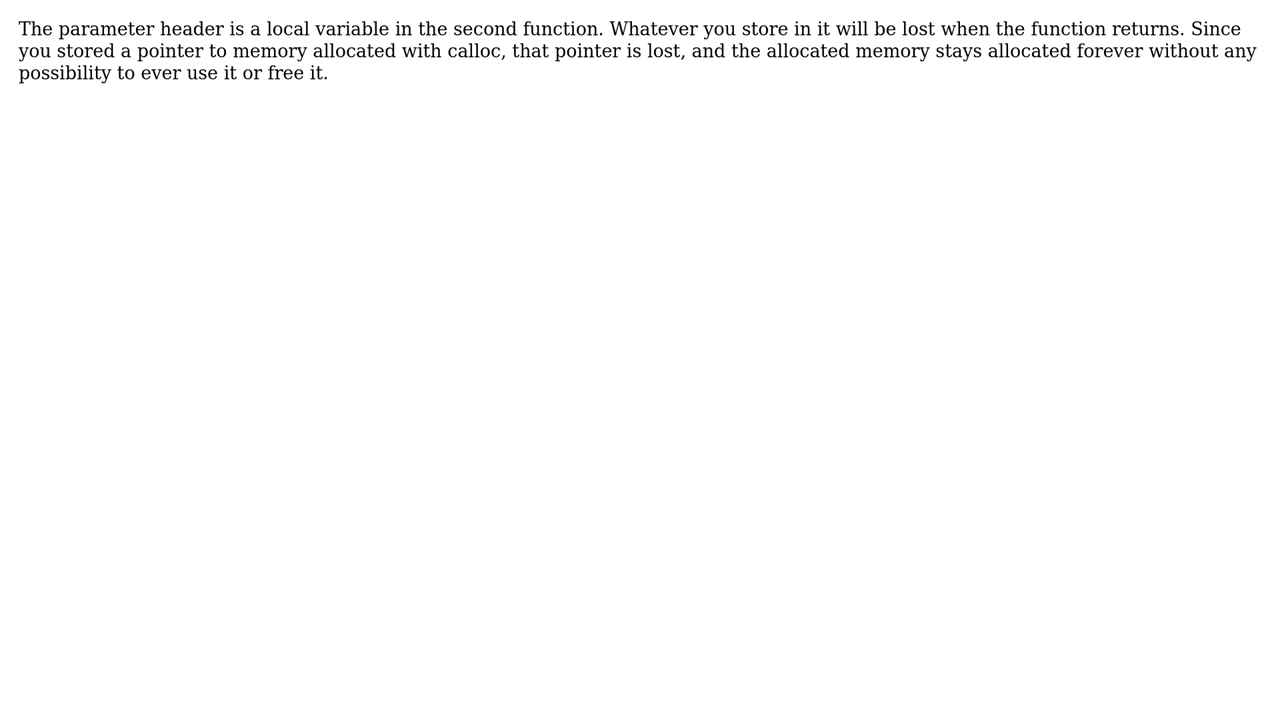 The parameter header is a local variable in the second function. Whatever you store in it will be lost when the function returns. Since
you stored a pointer to memory allocated with calloc, that pointer is lost, and the allocated memory stays allocated forever without any
possibility to ever use it or free it.